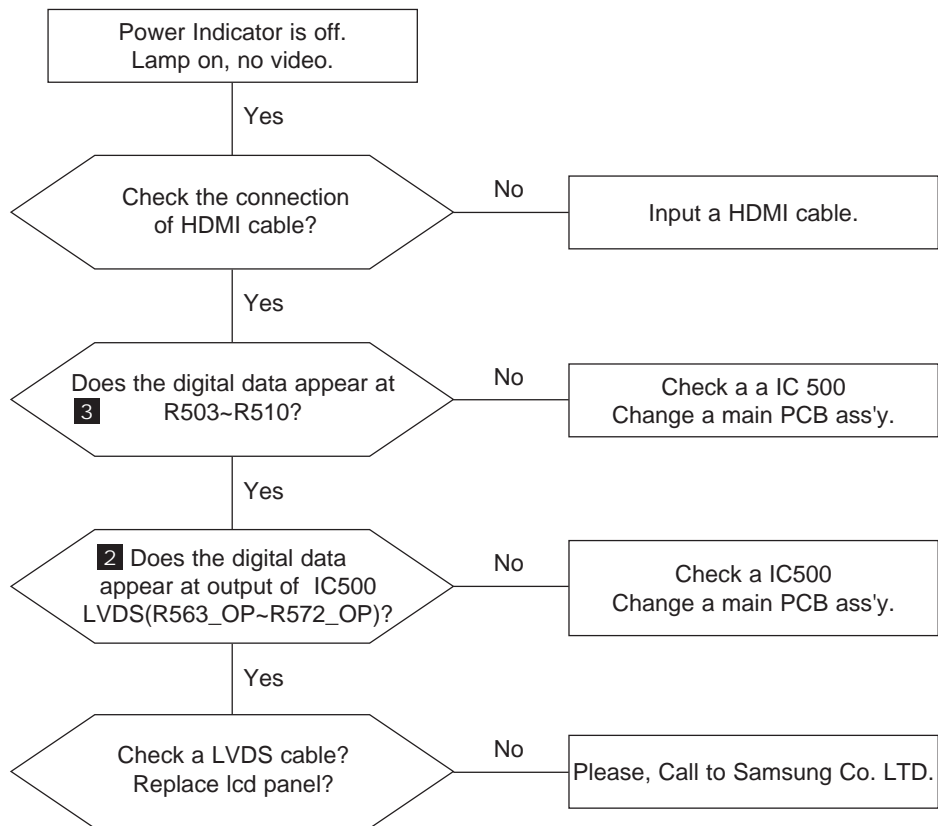 Power Indicator is off.
Lamp on, no video.
Yes
Check the connection
of HDMI cable?
No
Input a HDMI cable.
Yes
Does the digital data appear at
3 R503~R510?
No
Check a a IC 500
Change a main PCB ass'y.
Yes
2 Does the digital data
appear at output of IC500
LVDS(R563_OP~R572_OP)?
No
Check a IC500
Change a main PCB ass'y.
Yes
Check a LVDS cable?
Replace lcd panel?
No
Please, Call to Samsung Co. LTD.